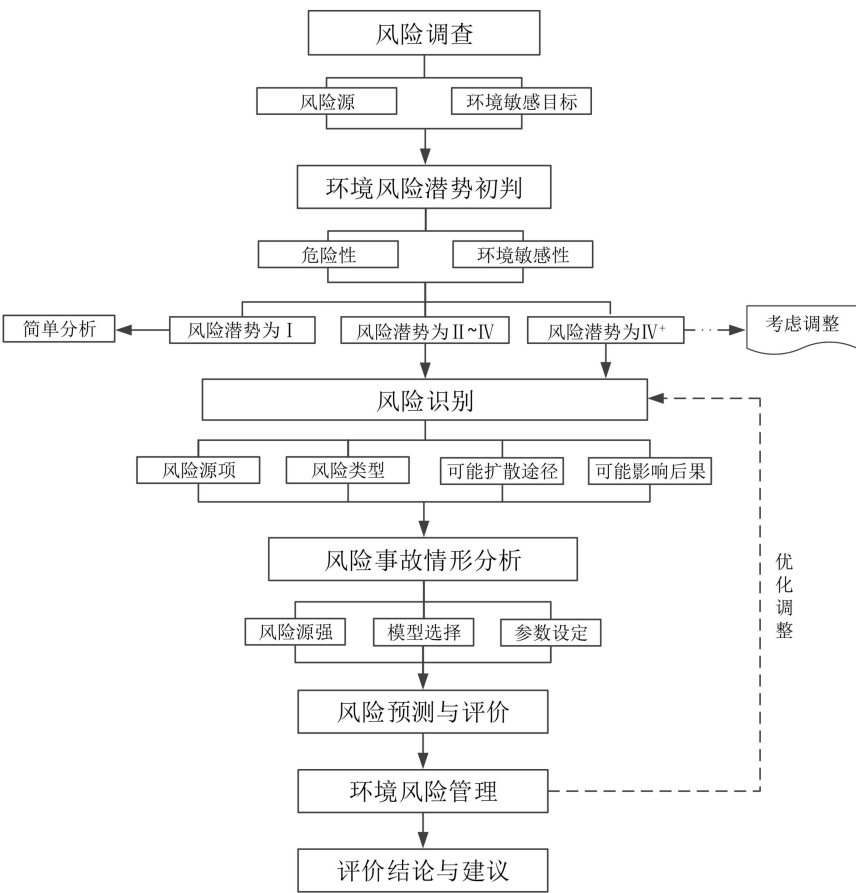 风险调查
风险源
环境敏感目标
环境风险潜势初判
危险性
环境敏感性
简单分析
风险潜势为Ⅰ
风险潜势为Ⅱ~Ⅳ
风险潜势为Ⅳ⁺
考虑调整
风险识别
风险源项
风险类型
可能扩散途径
可能影响后果
风险事故情形分析
风险源强
模型选择
参数设定
优化调整
风险预测与评价
环境风险管理
评价结论与建议